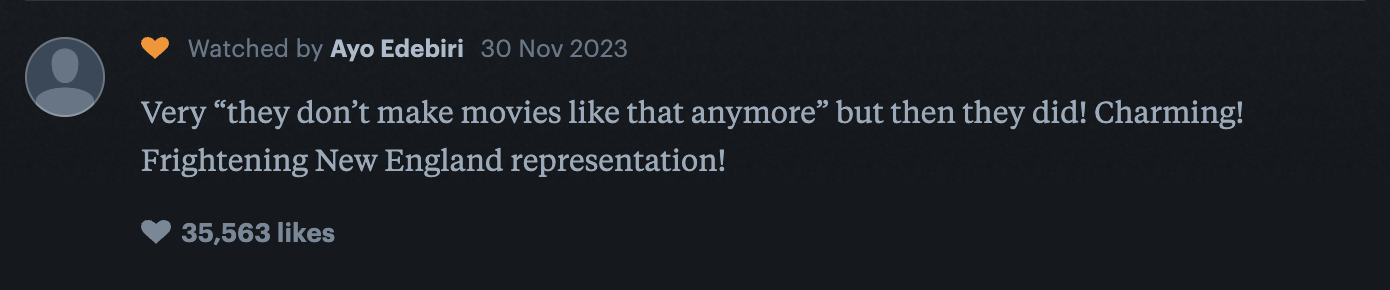 Watched by Ayo Edebiri 30 Nov 2023
Very “they don’t make movies like that anymore” but then they did! Charming!
Frightening New England representation!
35,563 likes